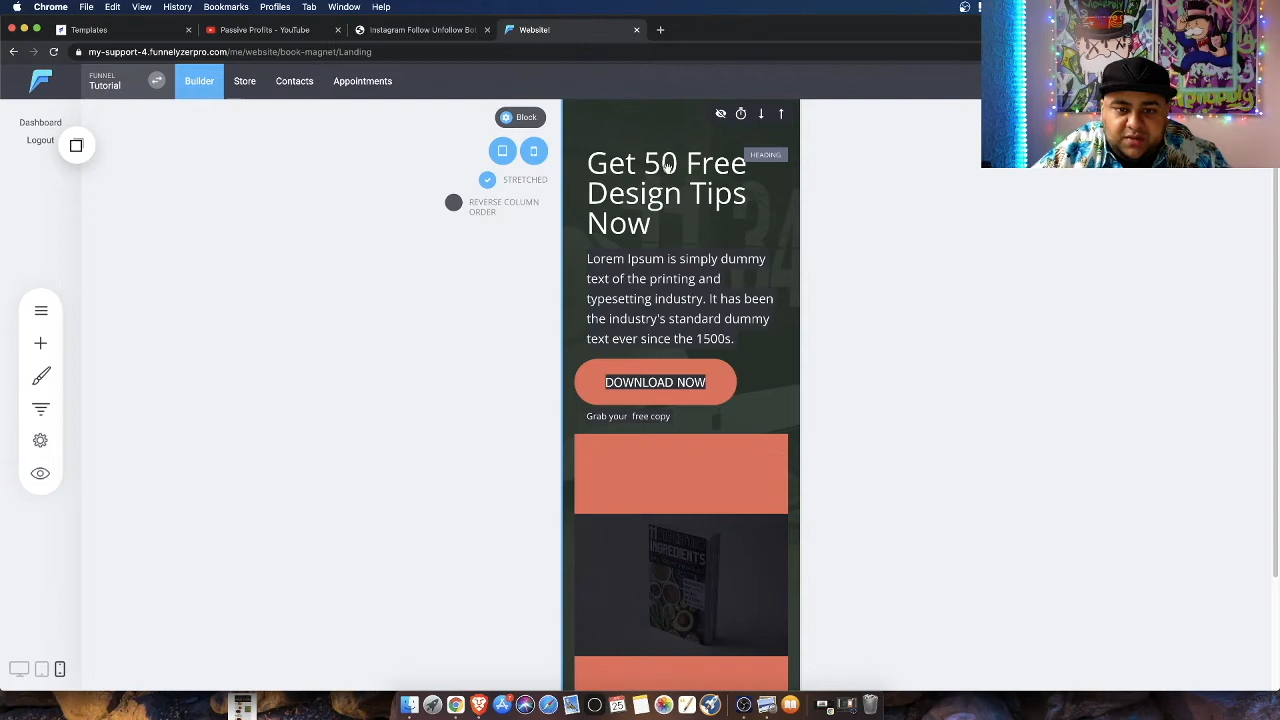 Chrome File Edit View History Bookmarks Profiles Tab Window Help
Templates
Passive Profits - YouTube
Instagram Follow Unfollow Bot
Website!
my-support-4.funnelyzerpro.com/me/website/book-magnet/Landing
FUNNEL
Tutorial
Builder
Store
Contacts
Appointments
Dashboard
Logout
Block
STRETCHED
REVERSE COLUMN
ORDER
HEADING
Get 50 Free
Design Tips
Now
Lorem Ipsum is simply dummy
text of the printing and
typesetting industry. It has been
the industry's standard dummy
text ever since the 1500s.
DOWNLOAD NOW
Grab your free copy
INGREDIENTS
25